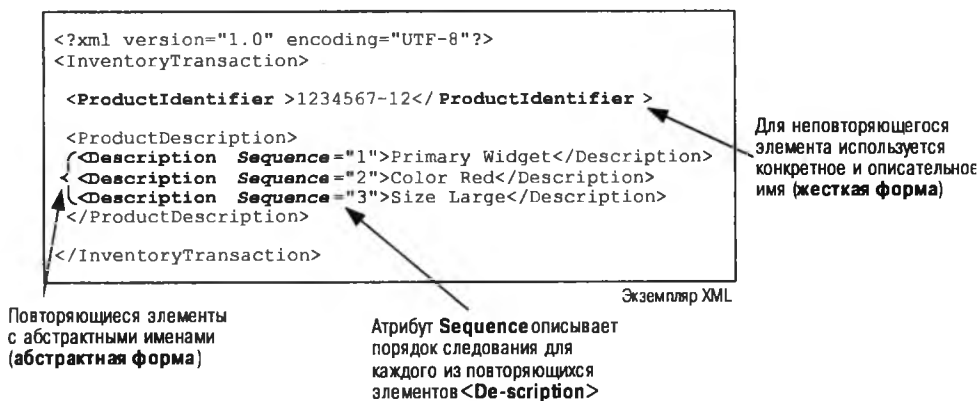 <?xml version="1.0" encoding="UTF-8"?>
<InventoryTransaction>
<ProductIdentifier >1234567-12</ ProductIdentifier >
<ProductDescription>
<Description Sequence="1">Primary Widget</Description>
<Description Sequence="2">Color Red</Description>
<Description Sequence="3">Size Large</Description>
</ProductDescription>
</InventoryTransaction>
Экземпляр XML
Для неповторяющегося
элемента используется
конкретное и описательное
имя (жесткая форма)
Повторяющиеся элементы
с абстрактными именами
(абстрактная форма)
Атрибут Sequence описывает
порядок следования для
каждого из повторяющихся
элементов <De-scription>